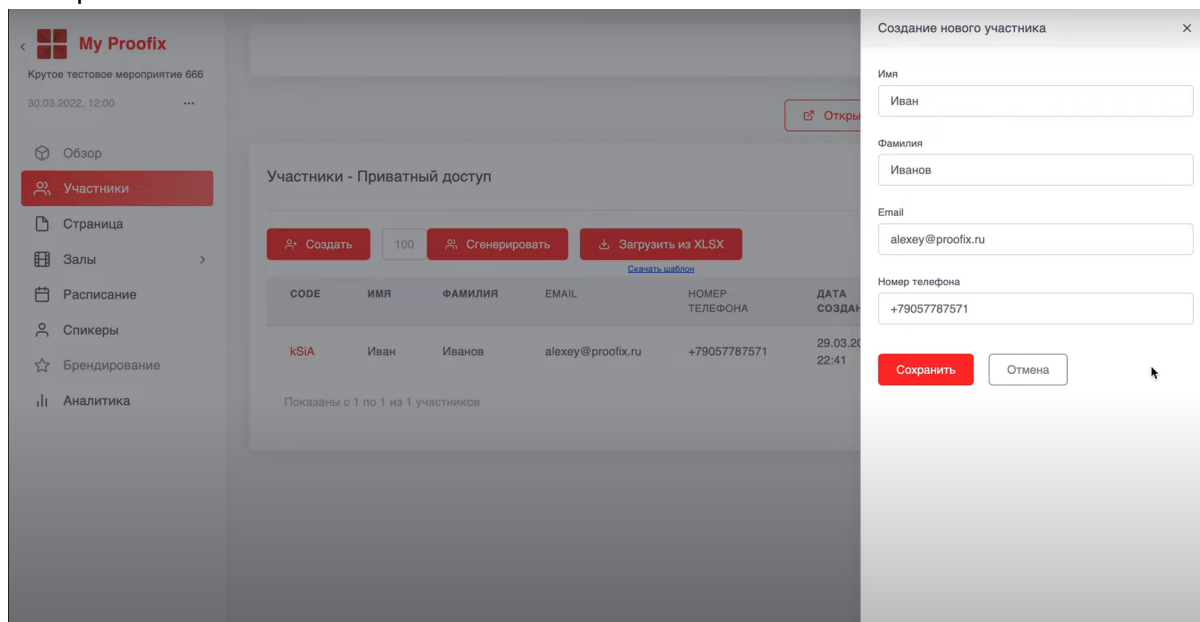 My Proofix
Крутое тестовое мероприятие 666
30.03.2022, 12:00
Обзор
Участники
Страница
Залы
Расписание
Спикеры
Брендирование
Аналитика
Откры
Участники - Приватный доступ
Создать 100 Сгенерировать Загрузить из XLSX
Скачать шаблон
CODE ИМЯ ФАМИЛИЯ EMAIL НОМЕР ТЕЛЕФОНА ДАТА СОЗДАН
kSiA Иван Иванов alexey@proofix.ru +79057787571 29.03.20 22:41
Показаны с 1 по 1 из 1 участников
Создание нового участника
Имя
Иван
Фамилия
Иванов
Email
alexey@proofix.ru
Номер телефона
+79057787571
Сохранить Отмена